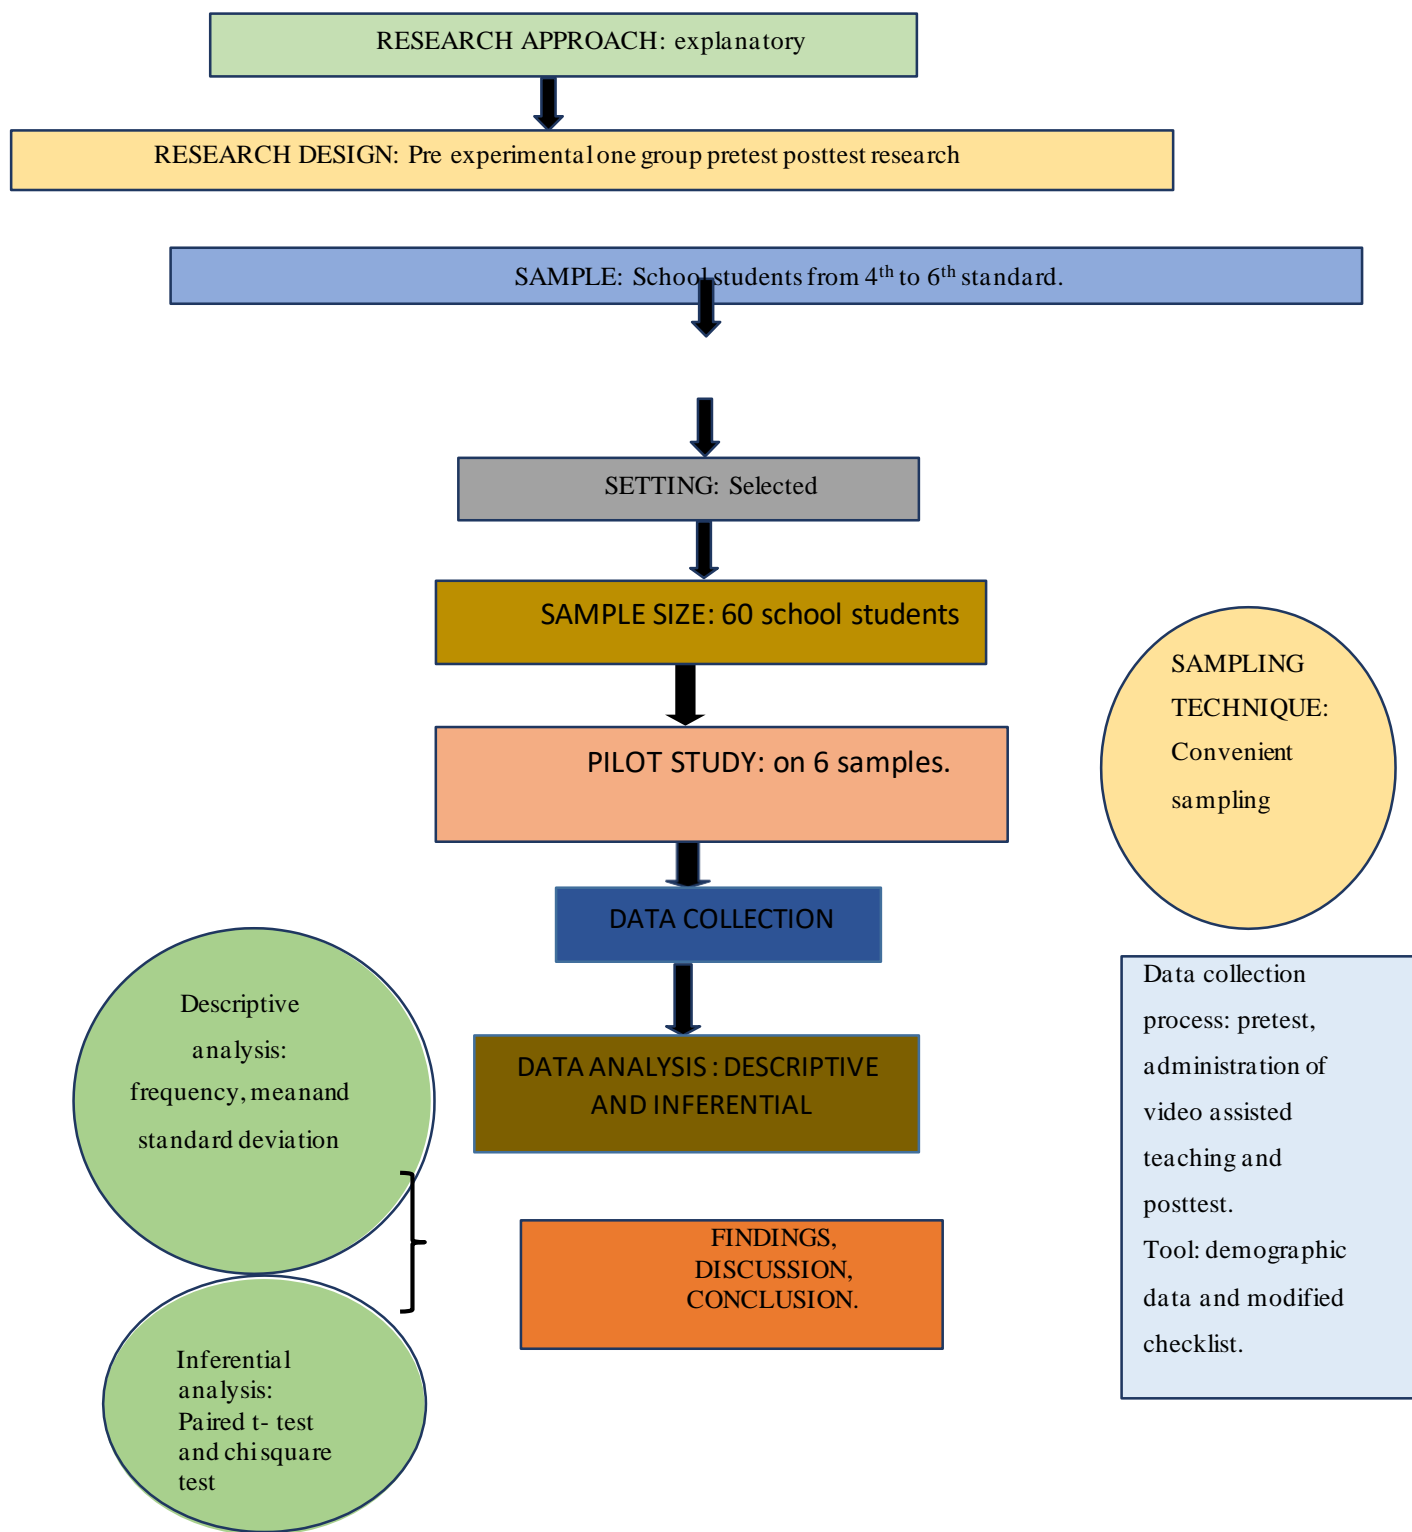 RESEARCH APPROACH: explanatory
RESEARCH DESIGN: Pre experimental one group pretest posttest research
SAMPLE: School students from 4th to 6th standard.
SETTING: Selected
SAMPLE SIZE: 60 school students
PILOT STUDY: on 6 samples.
SAMPLING
TECHNIQUE:
Convenient
sampling
DATA COLLECTION
Data collection
process: pretest,
administration of
video assisted
teaching and
posttest.
Tool: demographic
data and modified
checklist.
DATA ANALYSIS : DESCRIPTIVE
AND INFERENTIAL
Descriptive
analysis:
frequency, meanand
standard deviation
Inferential
analysis:
Paired t- test
and chi square
test
FINDINGS,
DISCUSSION,
CONCLUSION.